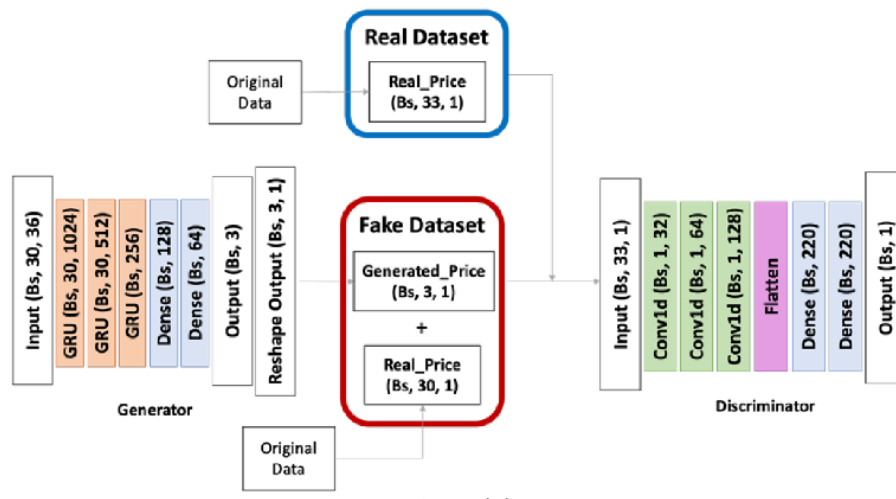 Real Dataset
Original
Data
Real_Price
(Bs, 33, 1)
Input (Bs, 30, 36)
GRU (Bs, 30, 1024)
GRU (Bs, 30, 512)
GRU (Bs, 256)
Dense (Bs, 128)
Dense (Bs, 64)
Output (Bs, 3)
Reshape Output (Bs, 3, 1)
Generator
Fake Dataset
Generated_Price
(Bs, 3, 1)
+
Real_Price
(Bs, 30, 1)
Original
Data
Input (Bs, 33, 1)
Conv1d (Bs, 1, 32)
Conv1d (Bs, 1, 64)
Conv1d (Bs, 1, 128)
Flatten
Dense (Bs, 220)
Dense (Bs, 220)
Output (Bs, 1)
Discriminator